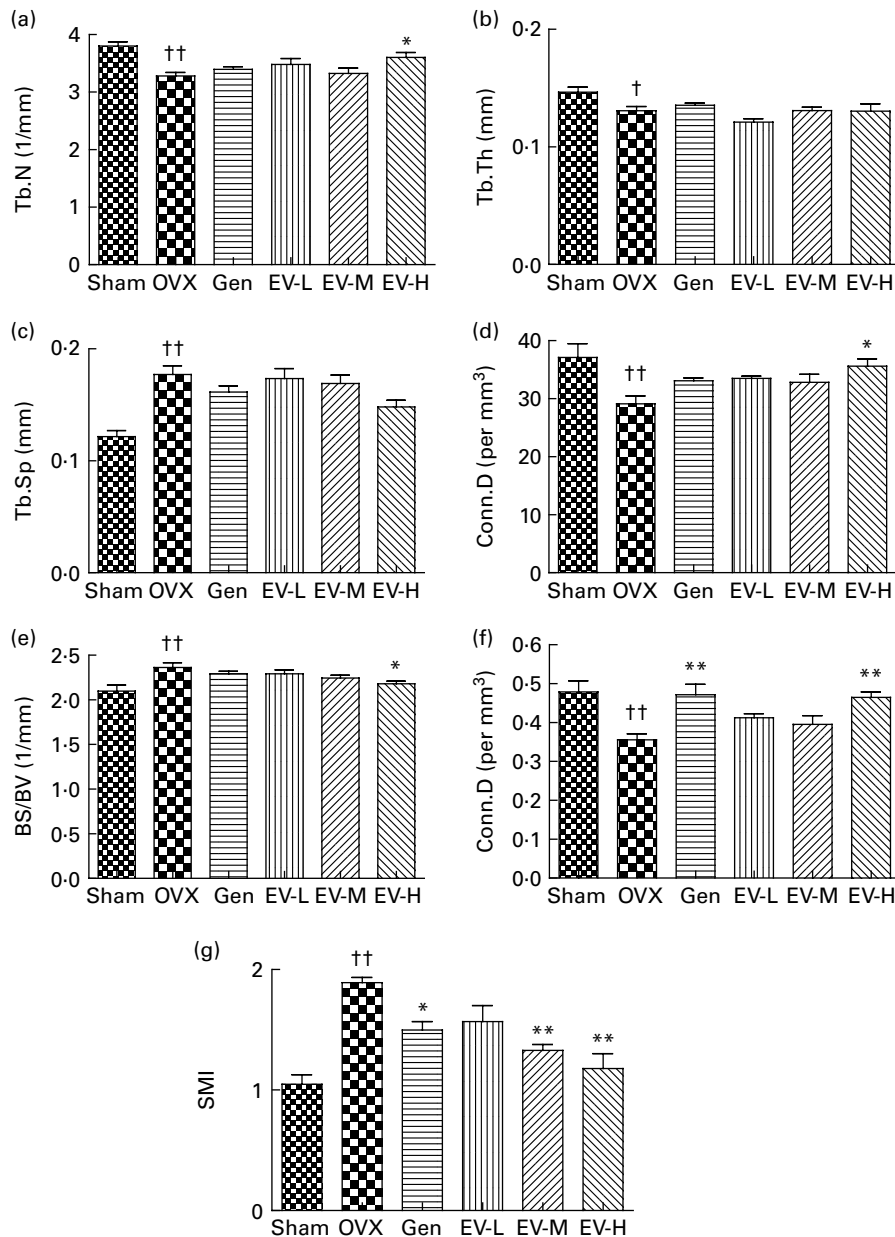 (a)
4
3
2
1
0
Tb.N (1/mm)
††
*
Sham OVX Gen EV-L EV-M EV-H
(b)
0·2
0·1
0·0
Tb.Th (mm)
†
Sham OVX Gen EV-L EV-M EV-H
(c)
0·2
0·1
0·0
Tb.Sp (mm)
††
Sham OVX Gen EV-L EV-M EV-H
(d)
40
30
20
10
0
Conn.D (per mm³)
††
*
Sham OVX Gen EV-L EV-M EV-H
(e)
2·5
2·0
1·5
1·0
0·5
0·0
BS/BV (1/mm)
††
*
Sham OVX Gen EV-L EV-M EV-H
(f)
0·6
0·5
0·4
0·3
0·2
0·1
0·0
Conn.D (per mm³)
††
**
**
Sham OVX Gen EV-L EV-M EV-H
(g)
2
1
0
SMI
††
*
**
**
Sham OVX Gen EV-L EV-M EV-H